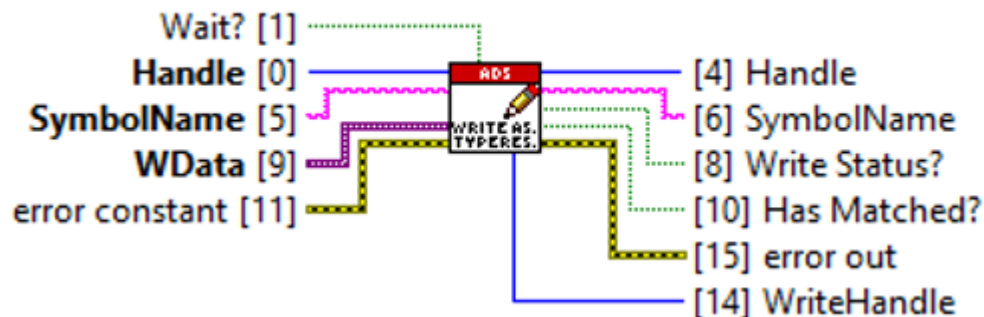 Wait? [1]
Handle [0]
SymbolName [5]
WData [9]
error constant [11]
ADS
WRITE AS.
TYPERES.
[4] Handle
[6] SymbolName
[8] Write Status?
[10] Has Matched?
[15] error out
[14] WriteHandle